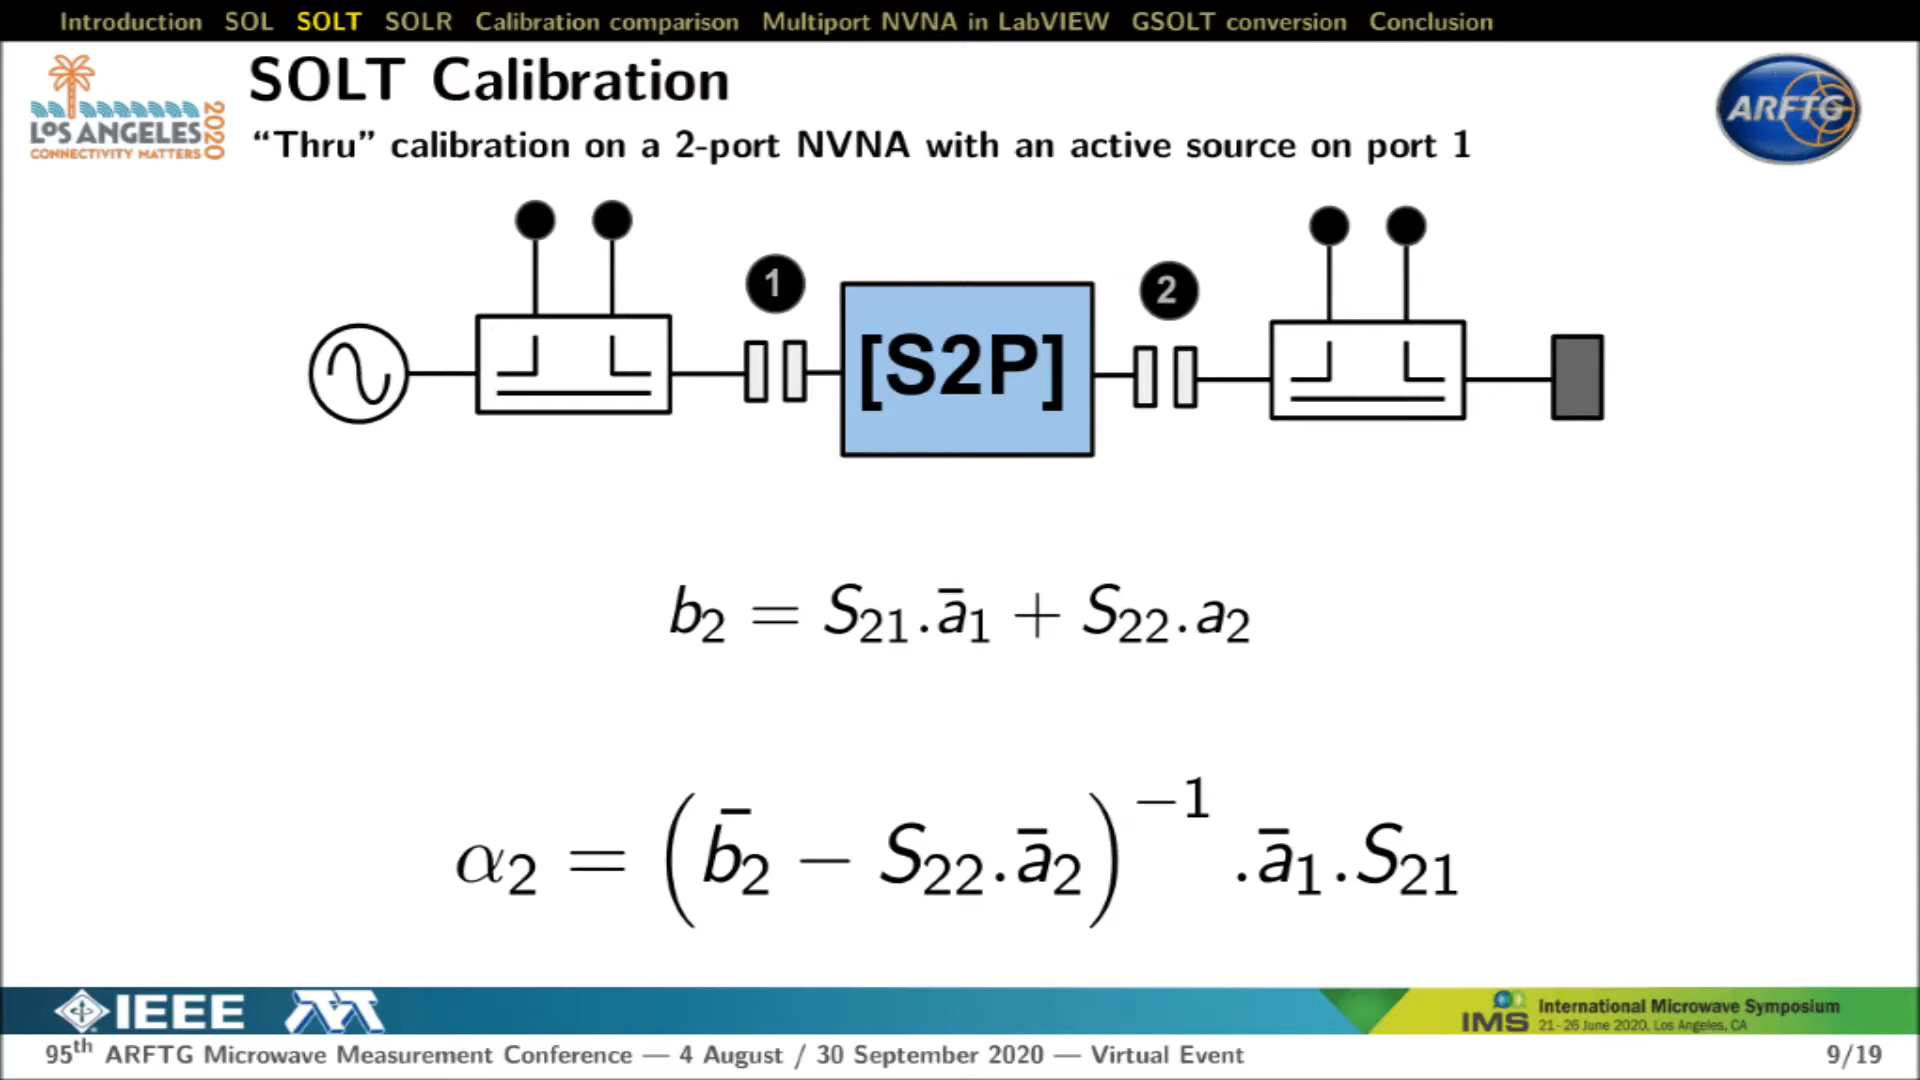 Introduction SOL SOLT SOLR Calibration comparison Multiport NVNA in LabVIEW GSOLT conversion Conclusion
LOS ANGELES 2020
CONNECTIVITY MATTERS
SOLT Calibration
“Thru” calibration on a 2-port NVNA with an active source on port 1
ARFTG
1
2
[S2P]
b₂ = S₂₁.ā₁ + S₂₂.a₂
α₂ = (b̄₂ − S₂₂.ā₂)⁻¹ .ā₁.S₂₁
IEEE
IMS
International Microwave Symposium
21-26 June 2020, Los Angeles, CA
95th ARFTG Microwave Measurement Conference — 4 August / 30 September 2020 — Virtual Event
9/19